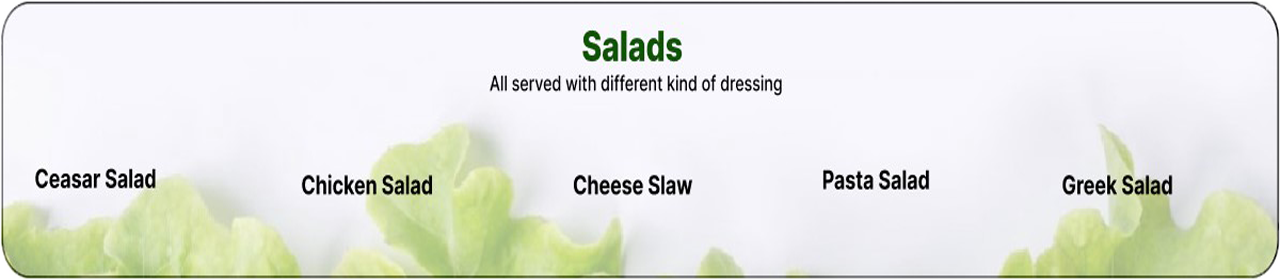 Salads
All served with different kind of dressing
Ceasar Salad
Chicken Salad
Cheese Slaw
Pasta Salad
Greek Salad